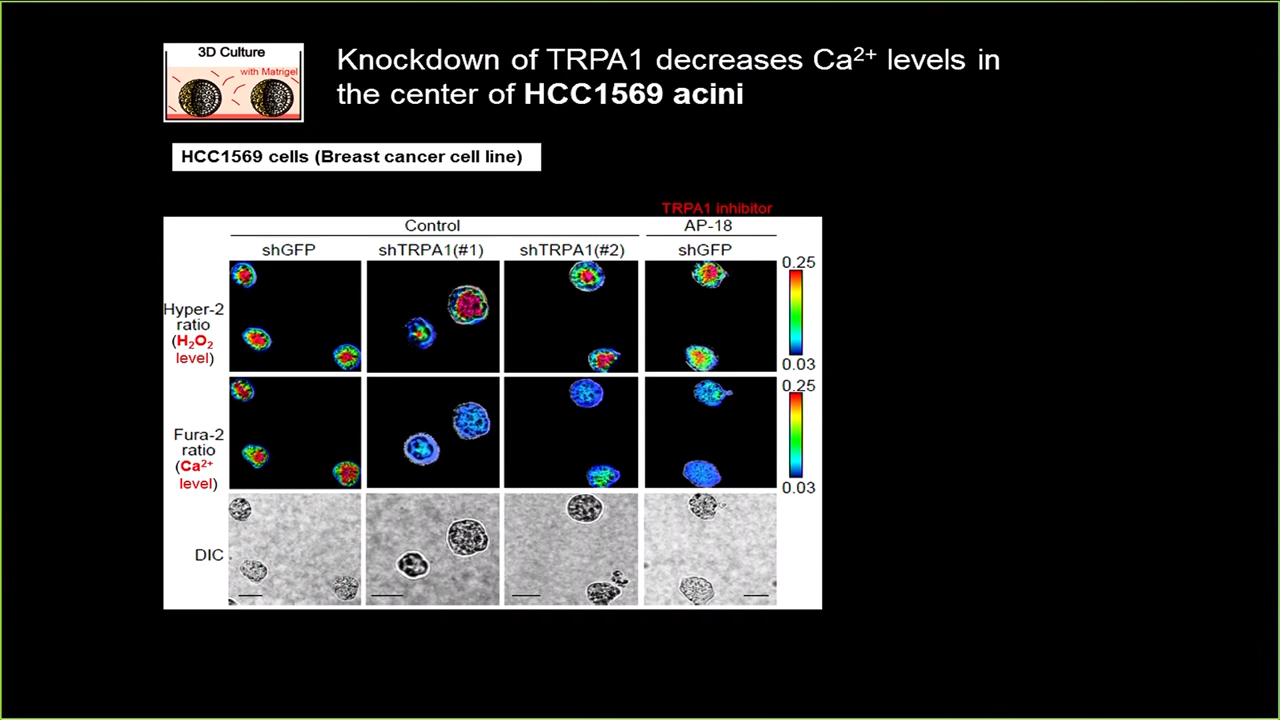 3D Culture
with Matrigel
Knockdown of TRPA1 decreases Ca²⁺ levels in
the center of HCC1569 acini
HCC1569 cells (Breast cancer cell line)
TRPA1 inhibitor
Control
AP-18
shGFP
shTRPA1(#1)
shTRPA1(#2)
shGFP
Hyper-2
ratio
(H₂O₂
level)
0.25
0.03
Fura-2
ratio
(Ca²⁺
level)
0.25
0.03
DIC